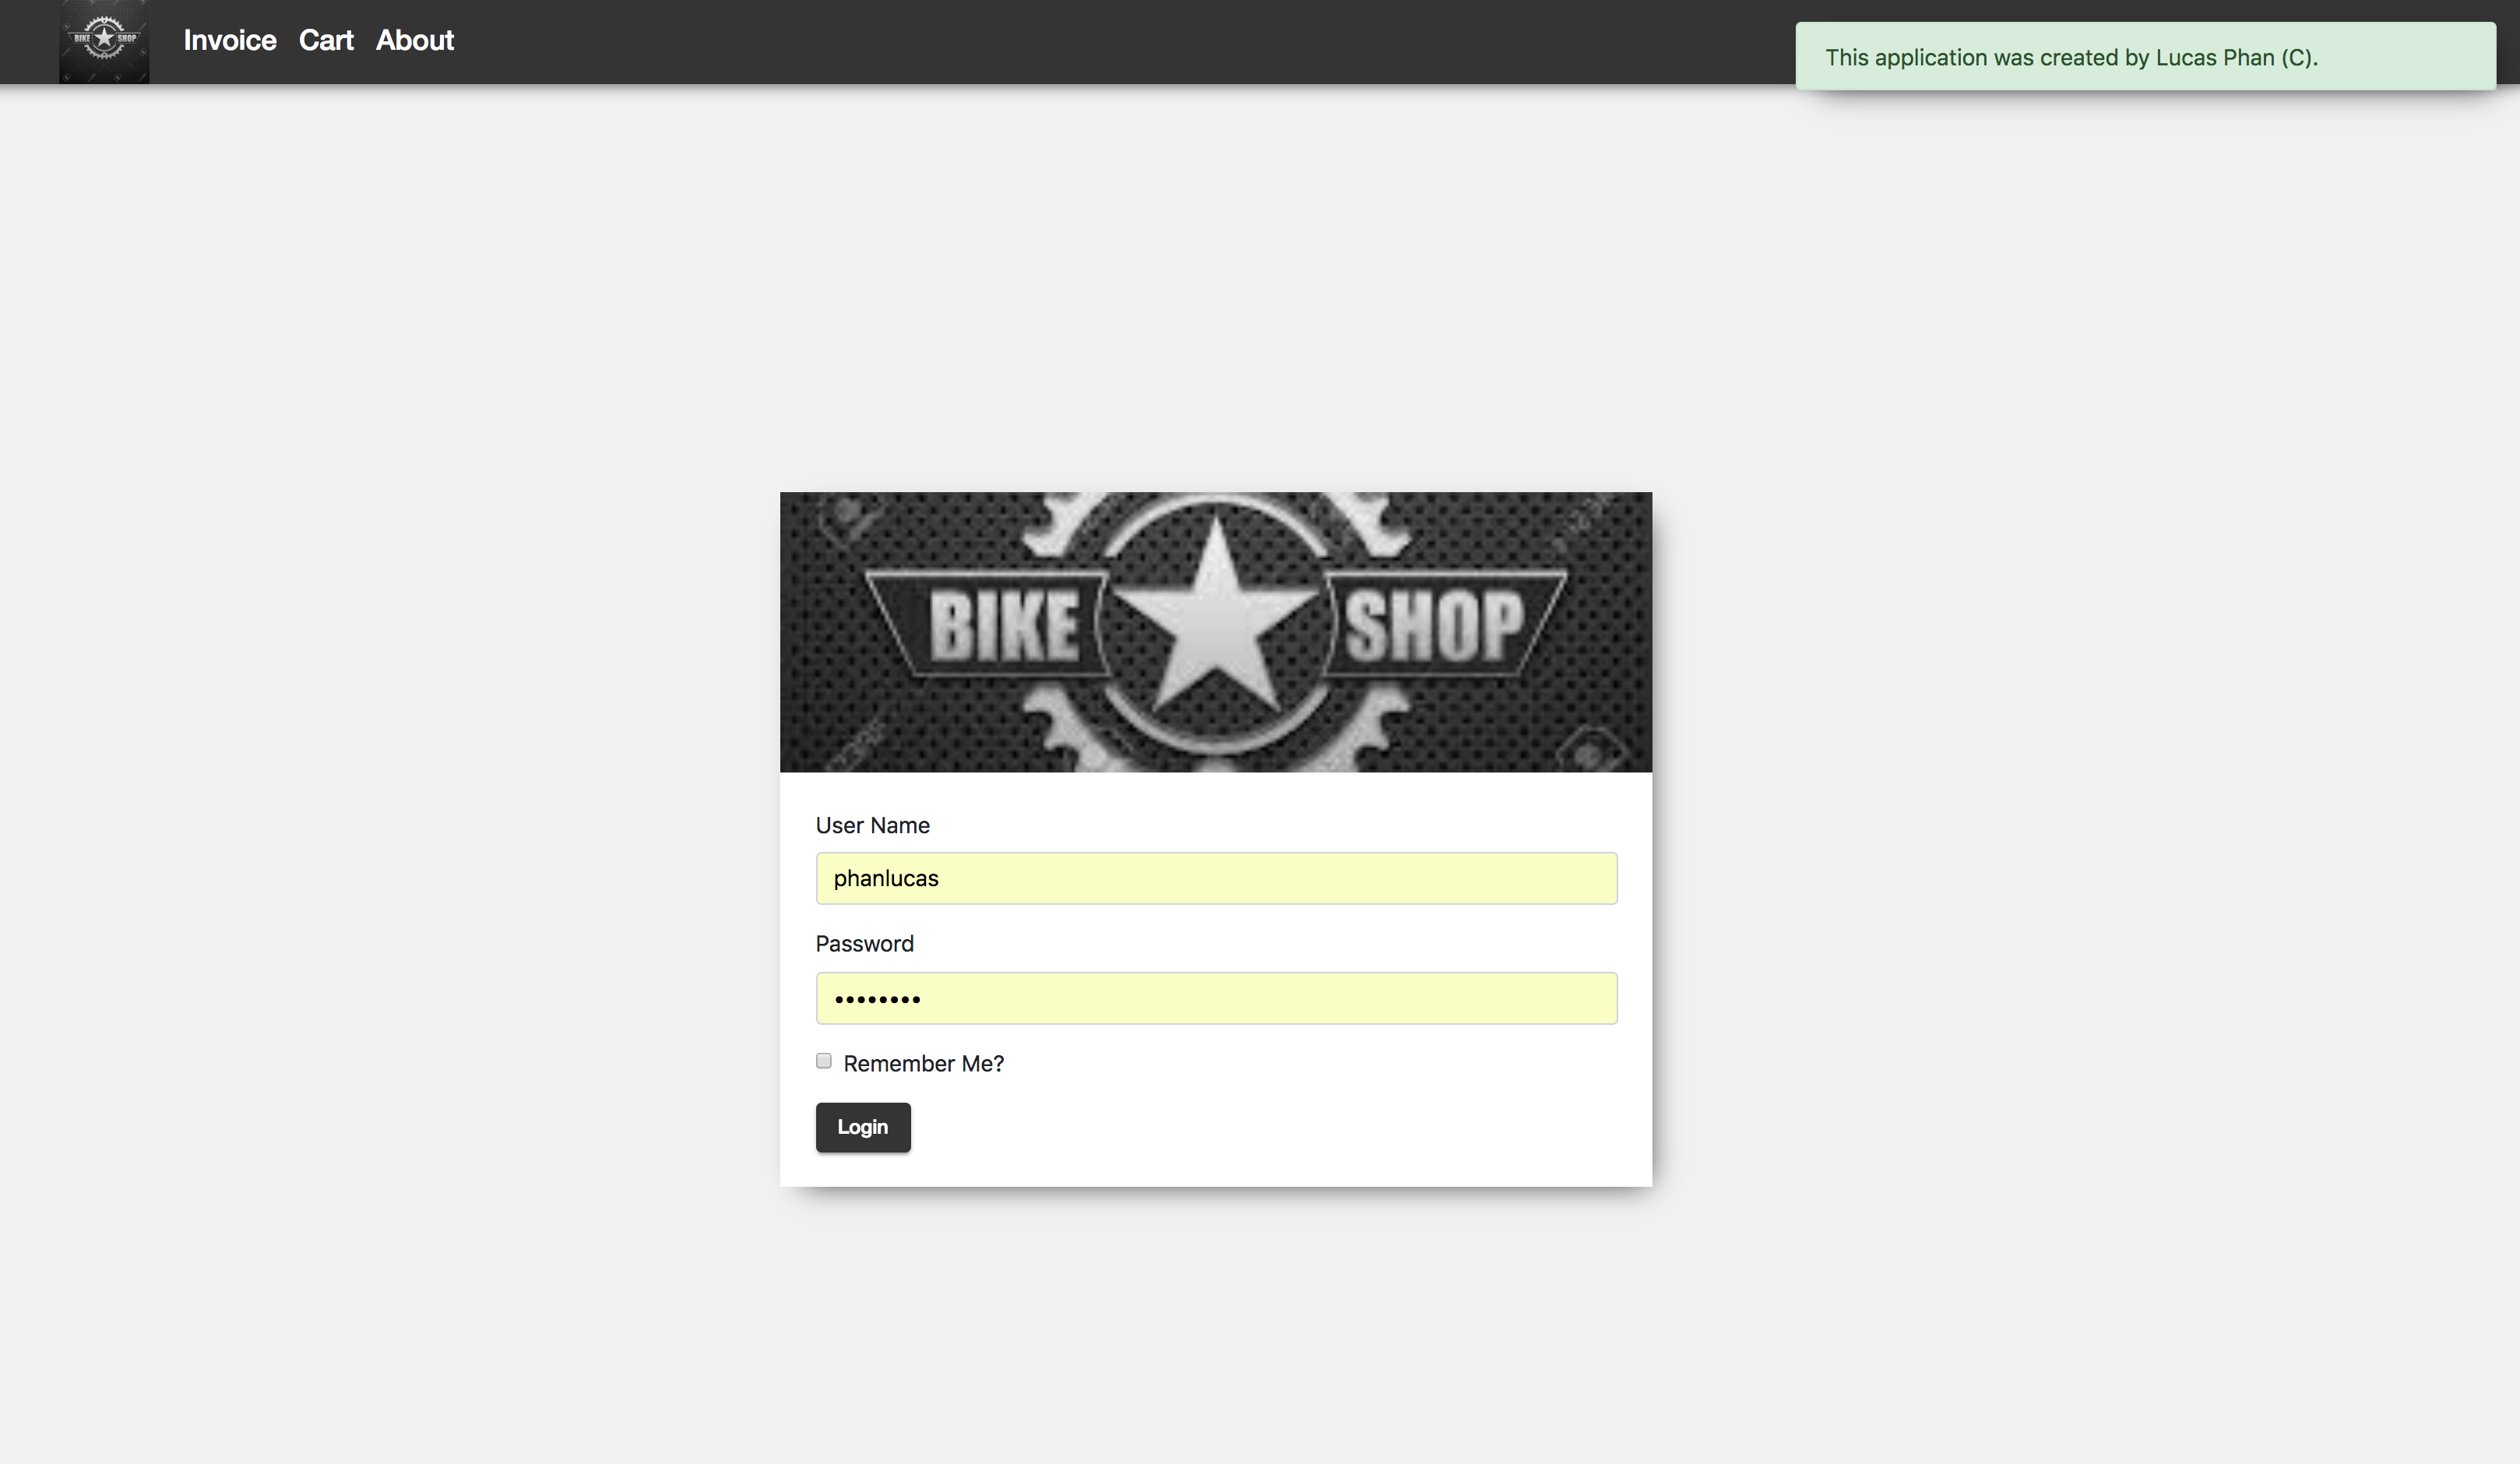 BIKE SHOP
Invoice Cart About
This application was created by Lucas Phan (C).
BIKE SHOP
User Name
phanlucas
Password
••••••••
Remember Me?
Login